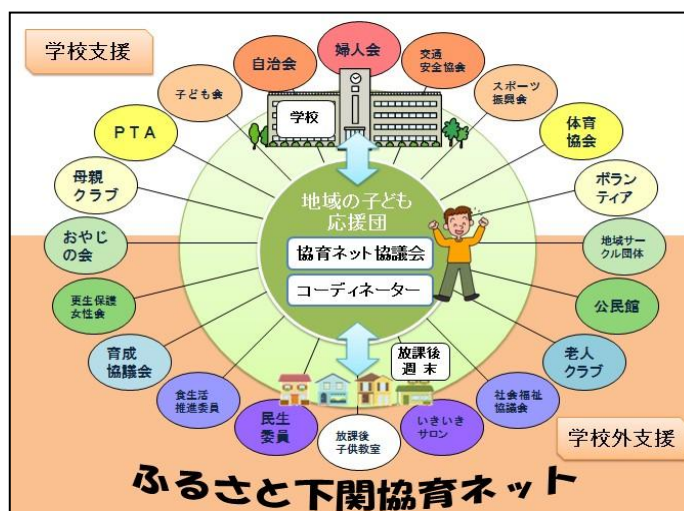 学校支援
婦人会
自治会
交通
安全協会
子ども会
スポーツ
振興会
学校
PTA
体育
協会
母親
クラブ
ボラン
ティア
地域の子ども
応援団
おやじ
の会
協育ネット協議会
地域サー
クル団体
コーディネーター
更生保護
女性会
公民館
育成
協議会
放課後
週末
老人
クラブ
食生活
推進委員
民生
委員
放課後
子供教室
いきいき
サロン
社会福祉
協議会
学校外支援
ふるさと下関協育ネット